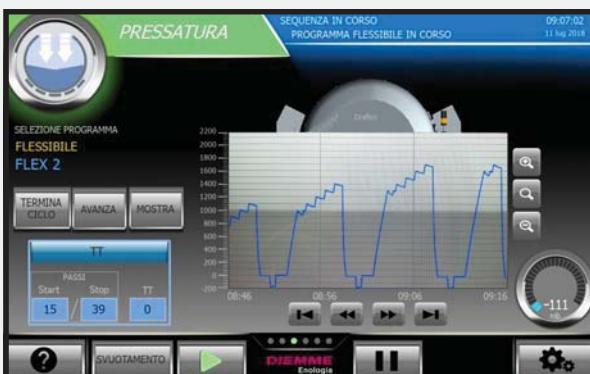 PRESSATURA
SEQUENZA IN CORSO
PROGRAMMA FLESSIBILE IN CORSO
09:07:02
11 lug 2018
SELEZIONE PROGRAMMA
FLESSIBILE
FLEX 2
TERMINA CICLO
AVANZA
MOSTRA
TT
PASSI
Start
Stop
TT
15 / 39
0
Grafico
2200
2000
1800
1600
1400
1200
1000
800
600
400
200
0
-200
08:46
08:56
09:06
09:16
-111
mb
?
SVUOTAMENTO
DIEMME
Enologia